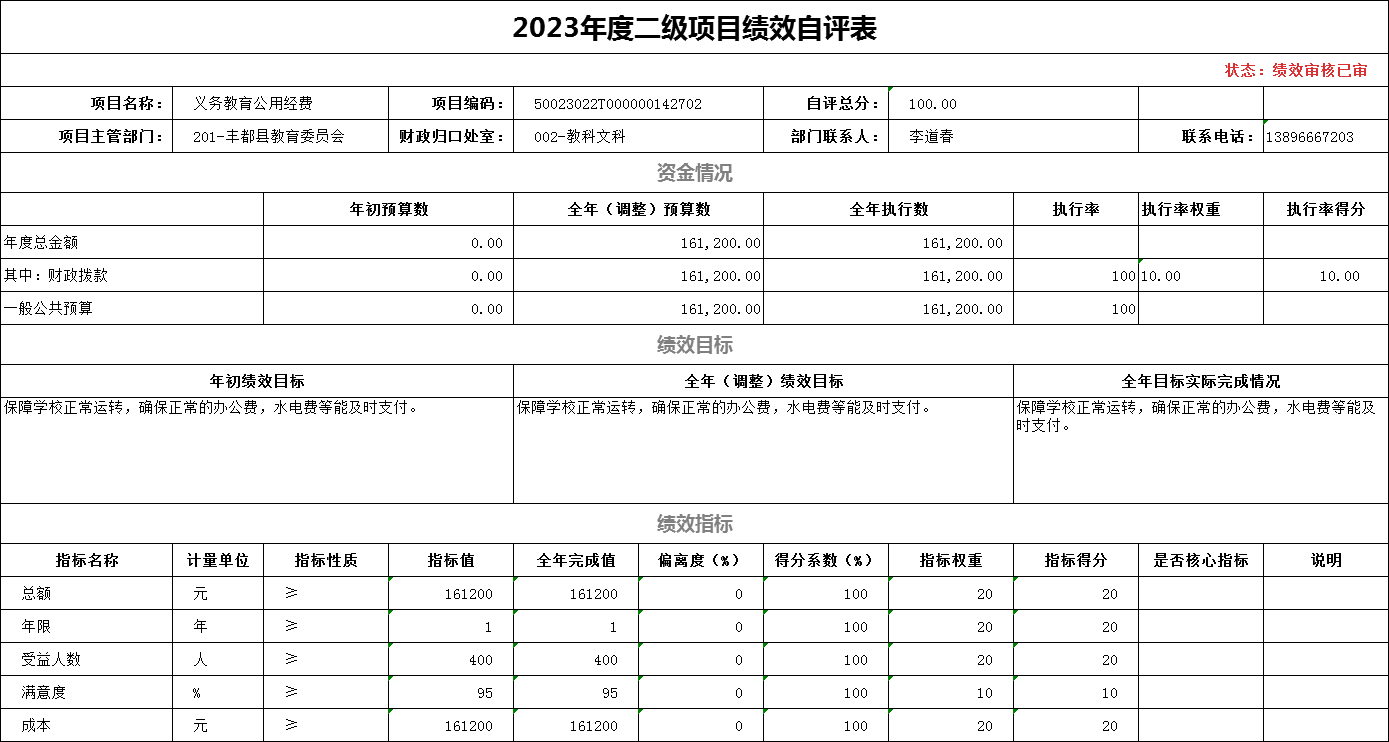 2023年度二级项目绩效自评表
状态：绩效审核已审
项目名称： 义务教育公用经费 项目编码： 50023022T000000142702 自评总分： 100.00
项目主管部门： 201-丰都县教育委员会 财政归口处室： 002-教科文科 部门联系人： 李道春 联系电话： 13896667203
资金情况
年初预算数 全年（调整）预算数 全年执行数 执行率 执行率权重 执行率得分
年度总金额 0.00 161,200.00 161,200.00
其中：财政拨款 0.00 161,200.00 161,200.00 100 10.00 10.00
一般公共预算 0.00 161,200.00 161,200.00 100
绩效目标
年初绩效目标 全年（调整）绩效目标 全年目标实际完成情况
保障学校正常运转，确保正常的办公费，水电费等能及时支付。 保障学校正常运转，确保正常的办公费，水电费等能及时支付。 保障学校正常运转，确保正常的办公费，水电费等能及
时支付。
绩效指标
指标名称 计量单位 指标性质 指标值 全年完成值 偏离度（%） 得分系数（%） 指标权重 指标得分 是否核心指标 说明
总额 元 ≥ 161200 161200 0 100 20 20
年限 年 ≥ 1 1 0 100 20 20
受益人数 人 ≥ 400 400 0 100 20 20
满意度 % ≥ 95 95 0 100 10 10
成本 元 ≥ 161200 161200 0 100 20 20